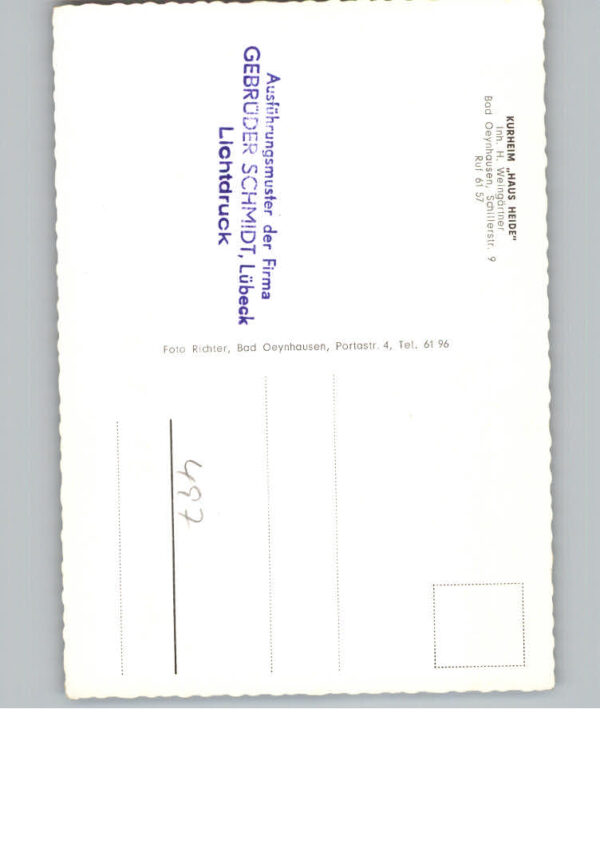 KURHEIM „HAUS HEIDE“
Inh. H. Weingärtner
Bad Oeynhausen, Schillerstr. 9
Ruf 61 57
Ausführungsmuster der Firma
GEBRÜDER SCHMIDT, Lübeck
Lichtdruck
Foto Richter, Bad Oeynhausen, Portastr. 4, Tel. 61 96
497